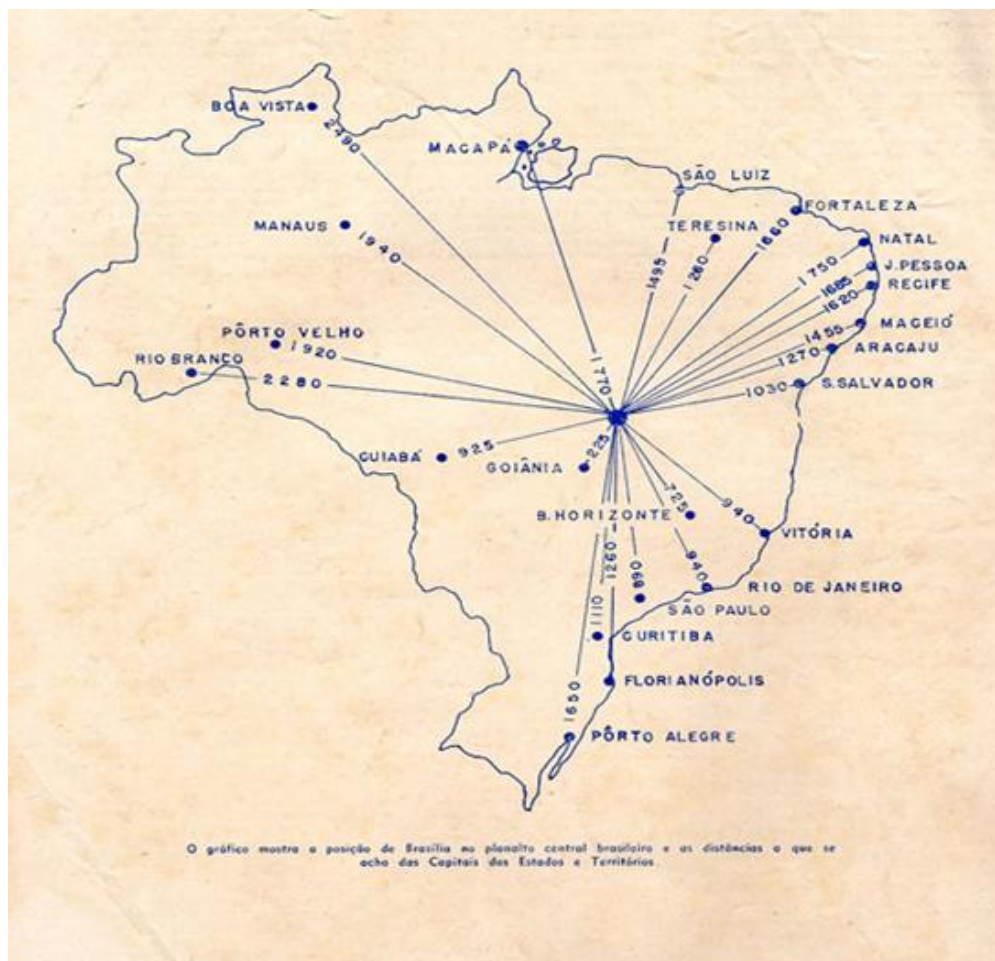 BOA VISTA
2490
MACAPÁ
SÃO LUIZ
FORTALEZA
TERESINA
MANAUS
1940
1495
1260
1660
NATAL
1750
J. PESSOA
1685
RECIFE
1620
MACEIÓ
1455
ARACAJU
1270
PÔRTO VELHO
1920
RIO BRANCO
2280
1770
1030
S. SALVADOR
CUIABÁ
925
GOIÂNIA
225
B. HORIZONTE
725
940
VITÓRIA
1260
890
940
RIO DE JANEIRO
SÃO PAULO
1110
CURITIBA
FLORIANÓPOLIS
1650
PÔRTO ALEGRE
O gráfico mostra a posição de Brasília no planalto central brasileiro e as distâncias a que se
acha das Capitais dos Estados e Territórios.